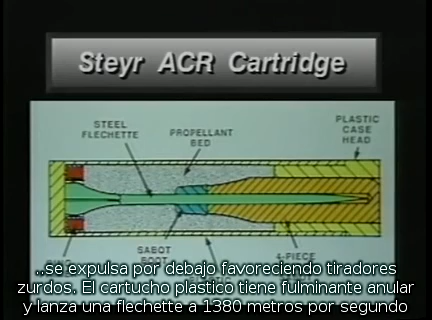 Steyr ACR Cartridge
STEEL
FLECHETTE
PROPELLANT
BED
PLASTIC
CASE
HEAD
SABOT
BOOT
4-PIECE
..se expulsa por debajo favoreciendo tiradores
zurdos. El cartucho plastico tiene fulminante anular
y lanza una flechette a 1380 metros por segundo